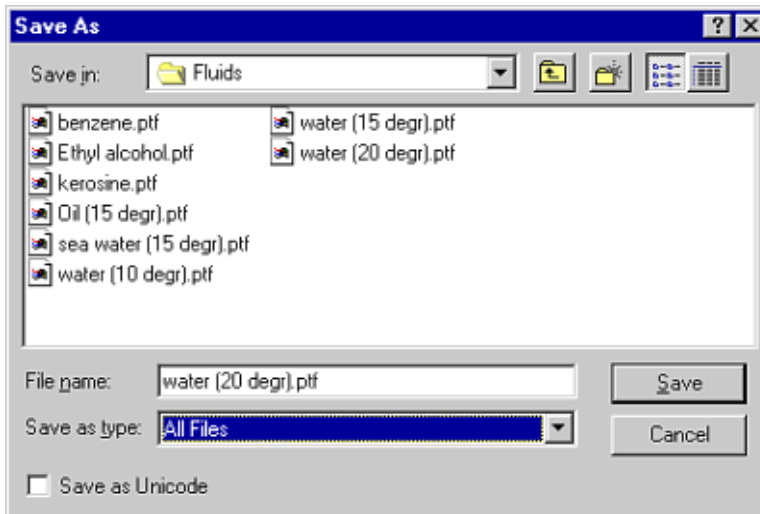 Save As
Save in: Fluids
benzene.ptf
Ethyl alcohol.ptf
kerosine.ptf
Oil (15 degr).ptf
sea water (15 degr).ptf
water (10 degr).ptf
water (15 degr).ptf
water (20 degr).ptf
File name: water (20 degr).ptf Save
Save as type: All Files Cancel
Save as Unicode